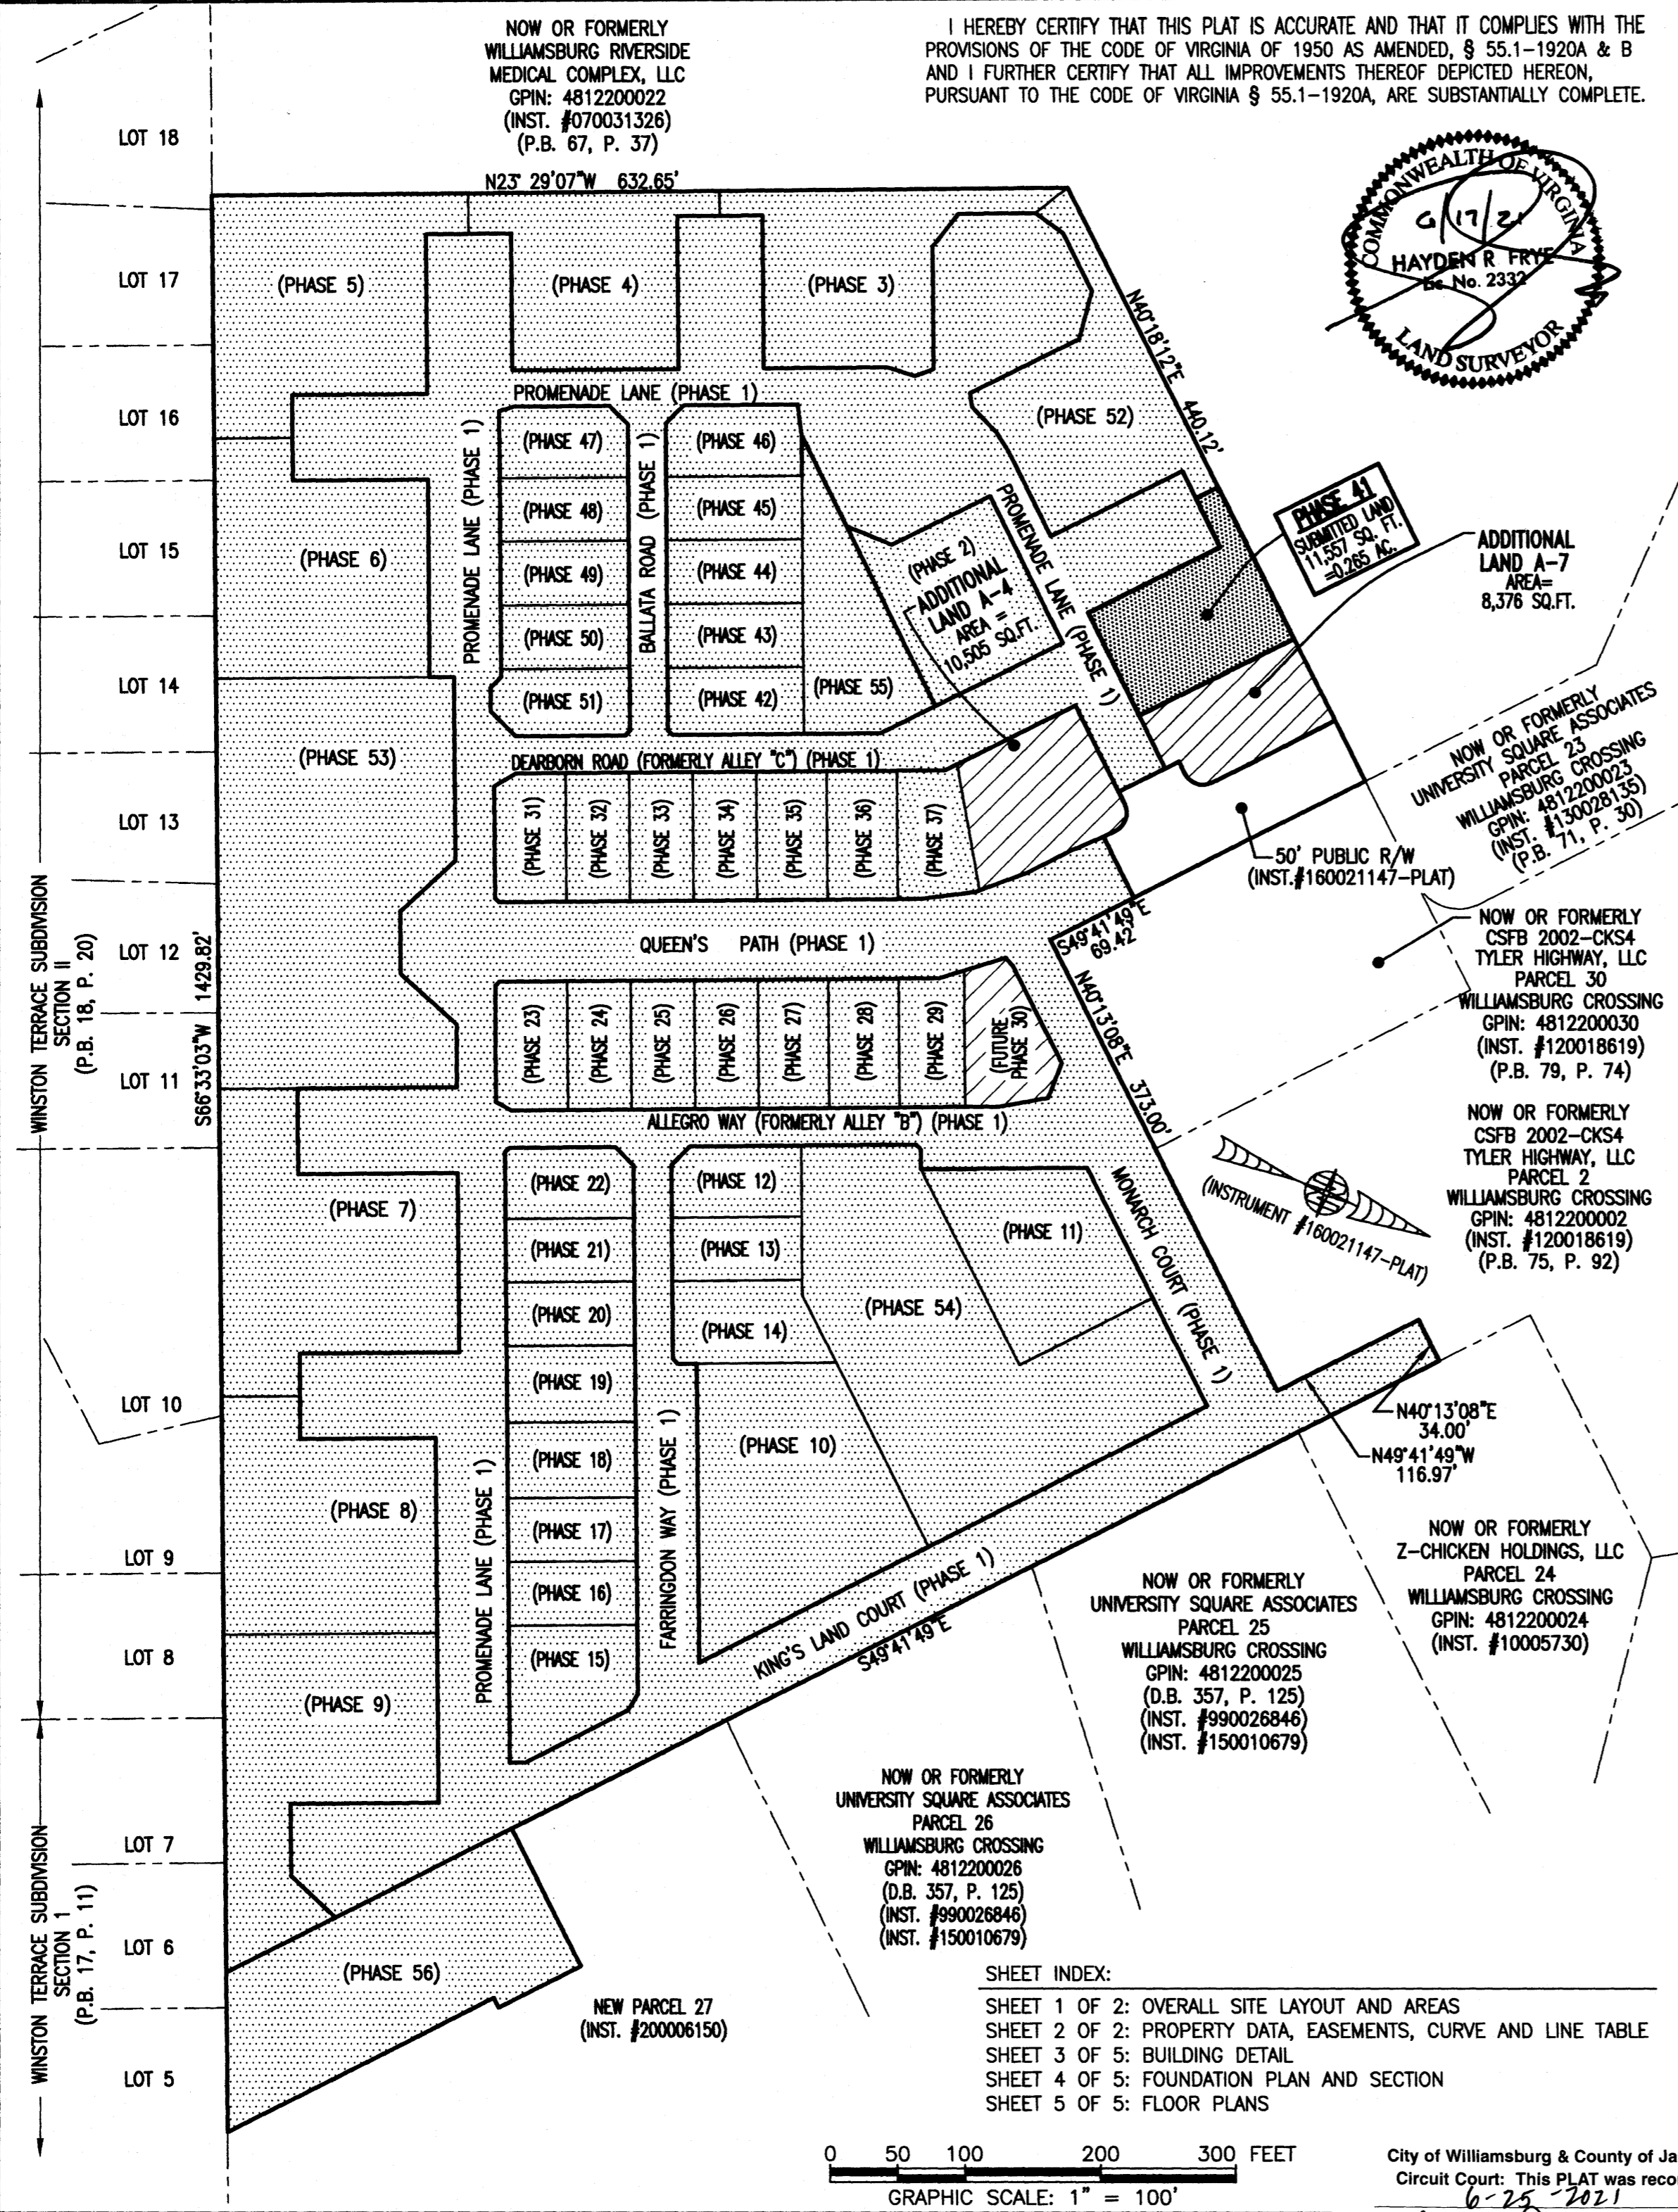 NOW OR FORMERLY
WILLIAMSBURG RIVERSIDE
MEDICAL COMPLEX, LLC
GPIN: 4812200022
(INST. #070031326)
(P.B. 67, P. 37)
I HEREBY CERTIFY THAT THIS PLAT IS ACCURATE AND THAT IT COMPLIES WITH THE
PROVISIONS OF THE CODE OF VIRGINIA OF 1950 AS AMENDED, § 55.1-1920A & B
AND I FURTHER CERTIFY THAT ALL IMPROVEMENTS THEREOF DEPICTED HEREON,
PURSUANT TO THE CODE OF VIRGINIA § 55.1-1920A, ARE SUBSTANTIALLY COMPLETE.
COMMONWEALTH OF VIRGINIA
6/17/21
HAYDEN R FRYE
Lic No. 2332
LAND SURVEYOR
LOT 18
LOT 17
LOT 16
LOT 15
LOT 14
LOT 13
LOT 12
LOT 11
LOT 10
LOT 9
LOT 8
LOT 7
LOT 6
LOT 5
WINSTON TERRACE SUBDIVISION
SECTION II
(P.B. 18, P. 20)
WINSTON TERRACE SUBDIVISION
SECTION 1
(P.B. 17, P. 11)
S66°33'03"W 1429.82'
N23° 29'07"W 632.65'
N40°18'12"E 440.12'
(PHASE 5)
(PHASE 4)
(PHASE 3)
(PHASE 52)
PROMENADE LANE (PHASE 1)
PROMENADE LANE (PHASE 1)
BALLATA ROAD (PHASE 1)
PROMENADE LANE (PHASE 1)
(PHASE 47)
(PHASE 46)
(PHASE 48)
(PHASE 45)
(PHASE 49)
(PHASE 44)
(PHASE 50)
(PHASE 43)
(PHASE 51)
(PHASE 42)
(PHASE 55)
(PHASE 6)
(PHASE 53)
(PHASE 2)
ADDITIONAL
LAND A-4
AREA =
10,505 SQ.FT.
PHASE 41
SUBMITTED LAND
11,557 SQ. FT.
=0.265 AC.
ADDITIONAL
LAND A-7
AREA=
8,376 SQ.FT.
DEARBORN ROAD (FORMERLY ALLEY "C") (PHASE 1)
(PHASE 31)
(PHASE 32)
(PHASE 33)
(PHASE 34)
(PHASE 35)
(PHASE 36)
(PHASE 37)
NOW OR FORMERLY
UNIVERSITY SQUARE ASSOCIATES
PARCEL 23
WILLIAMSBURG CROSSING
GPIN: 4812200023
(INST. #130028135)
(P.B. 71, P. 30)
50' PUBLIC R/W
(INST.#160021147-PLAT)
QUEEN'S PATH (PHASE 1)
S49°41'49"E
69.42'
N40°13'08"E 373.00'
(PHASE 23)
(PHASE 24)
(PHASE 25)
(PHASE 26)
(PHASE 27)
(PHASE 28)
(PHASE 29)
(FUTURE
PHASE 30)
ALLEGRO WAY (FORMERLY ALLEY "B") (PHASE 1)
NOW OR FORMERLY
CSFB 2002-CKS4
TYLER HIGHWAY, LLC
PARCEL 30
WILLIAMSBURG CROSSING
GPIN: 4812200030
(INST. #120018619)
(P.B. 79, P. 74)
NOW OR FORMERLY
CSFB 2002-CKS4
TYLER HIGHWAY, LLC
PARCEL 2
WILLIAMSBURG CROSSING
GPIN: 4812200002
(INST. #120018619)
(P.B. 75, P. 92)
(INSTRUMENT #160021147-PLAT)
(PHASE 7)
(PHASE 22)
(PHASE 12)
(PHASE 21)
(PHASE 13)
(PHASE 20)
(PHASE 14)
(PHASE 11)
(PHASE 54)
MONARCH COURT (PHASE 1)
(PHASE 19)
(PHASE 18)
(PHASE 10)
(PHASE 17)
(PHASE 16)
(PHASE 15)
(PHASE 8)
(PHASE 9)
PROMENADE LANE (PHASE 1)
FARRINGDON WAY (PHASE 1)
KING'S LAND COURT (PHASE 1)
S49°41'49"E
N40°13'08"E
34.00'
N49°41'49"W
116.97'
NOW OR FORMERLY
Z-CHICKEN HOLDINGS, LLC
PARCEL 24
WILLIAMSBURG CROSSING
GPIN: 4812200024
(INST. #10005730)
NOW OR FORMERLY
UNIVERSITY SQUARE ASSOCIATES
PARCEL 25
WILLIAMSBURG CROSSING
GPIN: 4812200025
(D.B. 357, P. 125)
(INST. #990026846)
(INST. #150010679)
NOW OR FORMERLY
UNIVERSITY SQUARE ASSOCIATES
PARCEL 26
WILLIAMSBURG CROSSING
GPIN: 4812200026
(D.B. 357, P. 125)
(INST. #990026846)
(INST. #150010679)
(PHASE 56)
NEW PARCEL 27
(INST. #200006150)
SHEET INDEX:
SHEET 1 OF 2: OVERALL SITE LAYOUT AND AREAS
SHEET 2 OF 2: PROPERTY DATA, EASEMENTS, CURVE AND LINE TABLE
SHEET 3 OF 5: BUILDING DETAIL
SHEET 4 OF 5: FOUNDATION PLAN AND SECTION
SHEET 5 OF 5: FLOOR PLANS
0 50 100 200 300 FEET
GRAPHIC SCALE: 1" = 100'
City of Williamsburg & County of Ja
Circuit Court: This PLAT was reco
6-25-2021